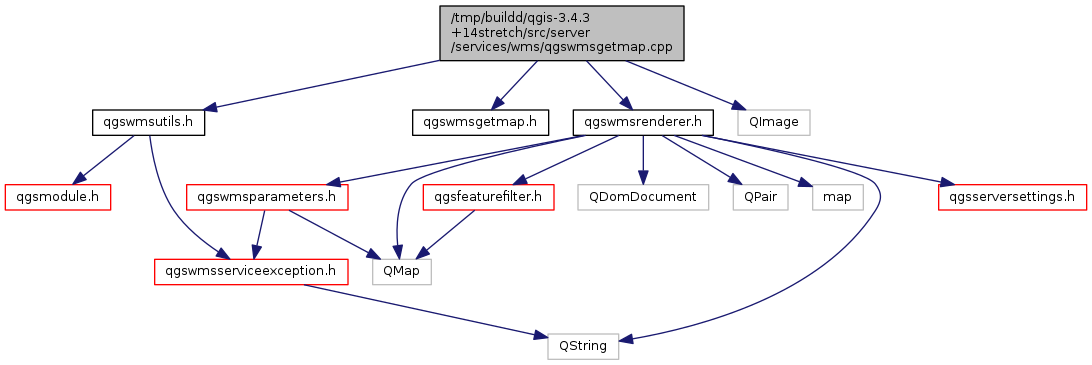 /tmp/buildd/qgis-3.4.3
+14stretch/src/server
/services/wms/qgswmsgetmap.cpp
qgswmsutils.h
qgswmsgetmap.h
qgswmsrenderer.h
QImage
qgsmodule.h
qgswmsparameters.h
qgsfeaturefilter.h
QDomDocument
QPair
map
qgsserversettings.h
qgswmsserviceexception.h
QMap
QString